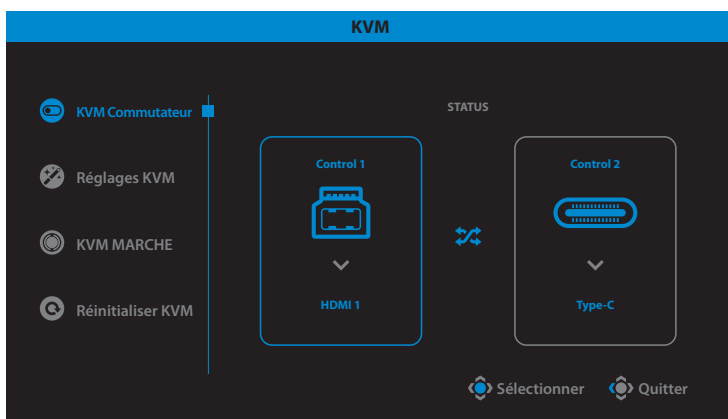 KVM
KVM Commutateur
Réglages KVM
KVM MARCHE
Réinitialiser KVM
STATUS
Control 1
HDMI 1
Control 2
Type-C
Sélectionner
Quitter